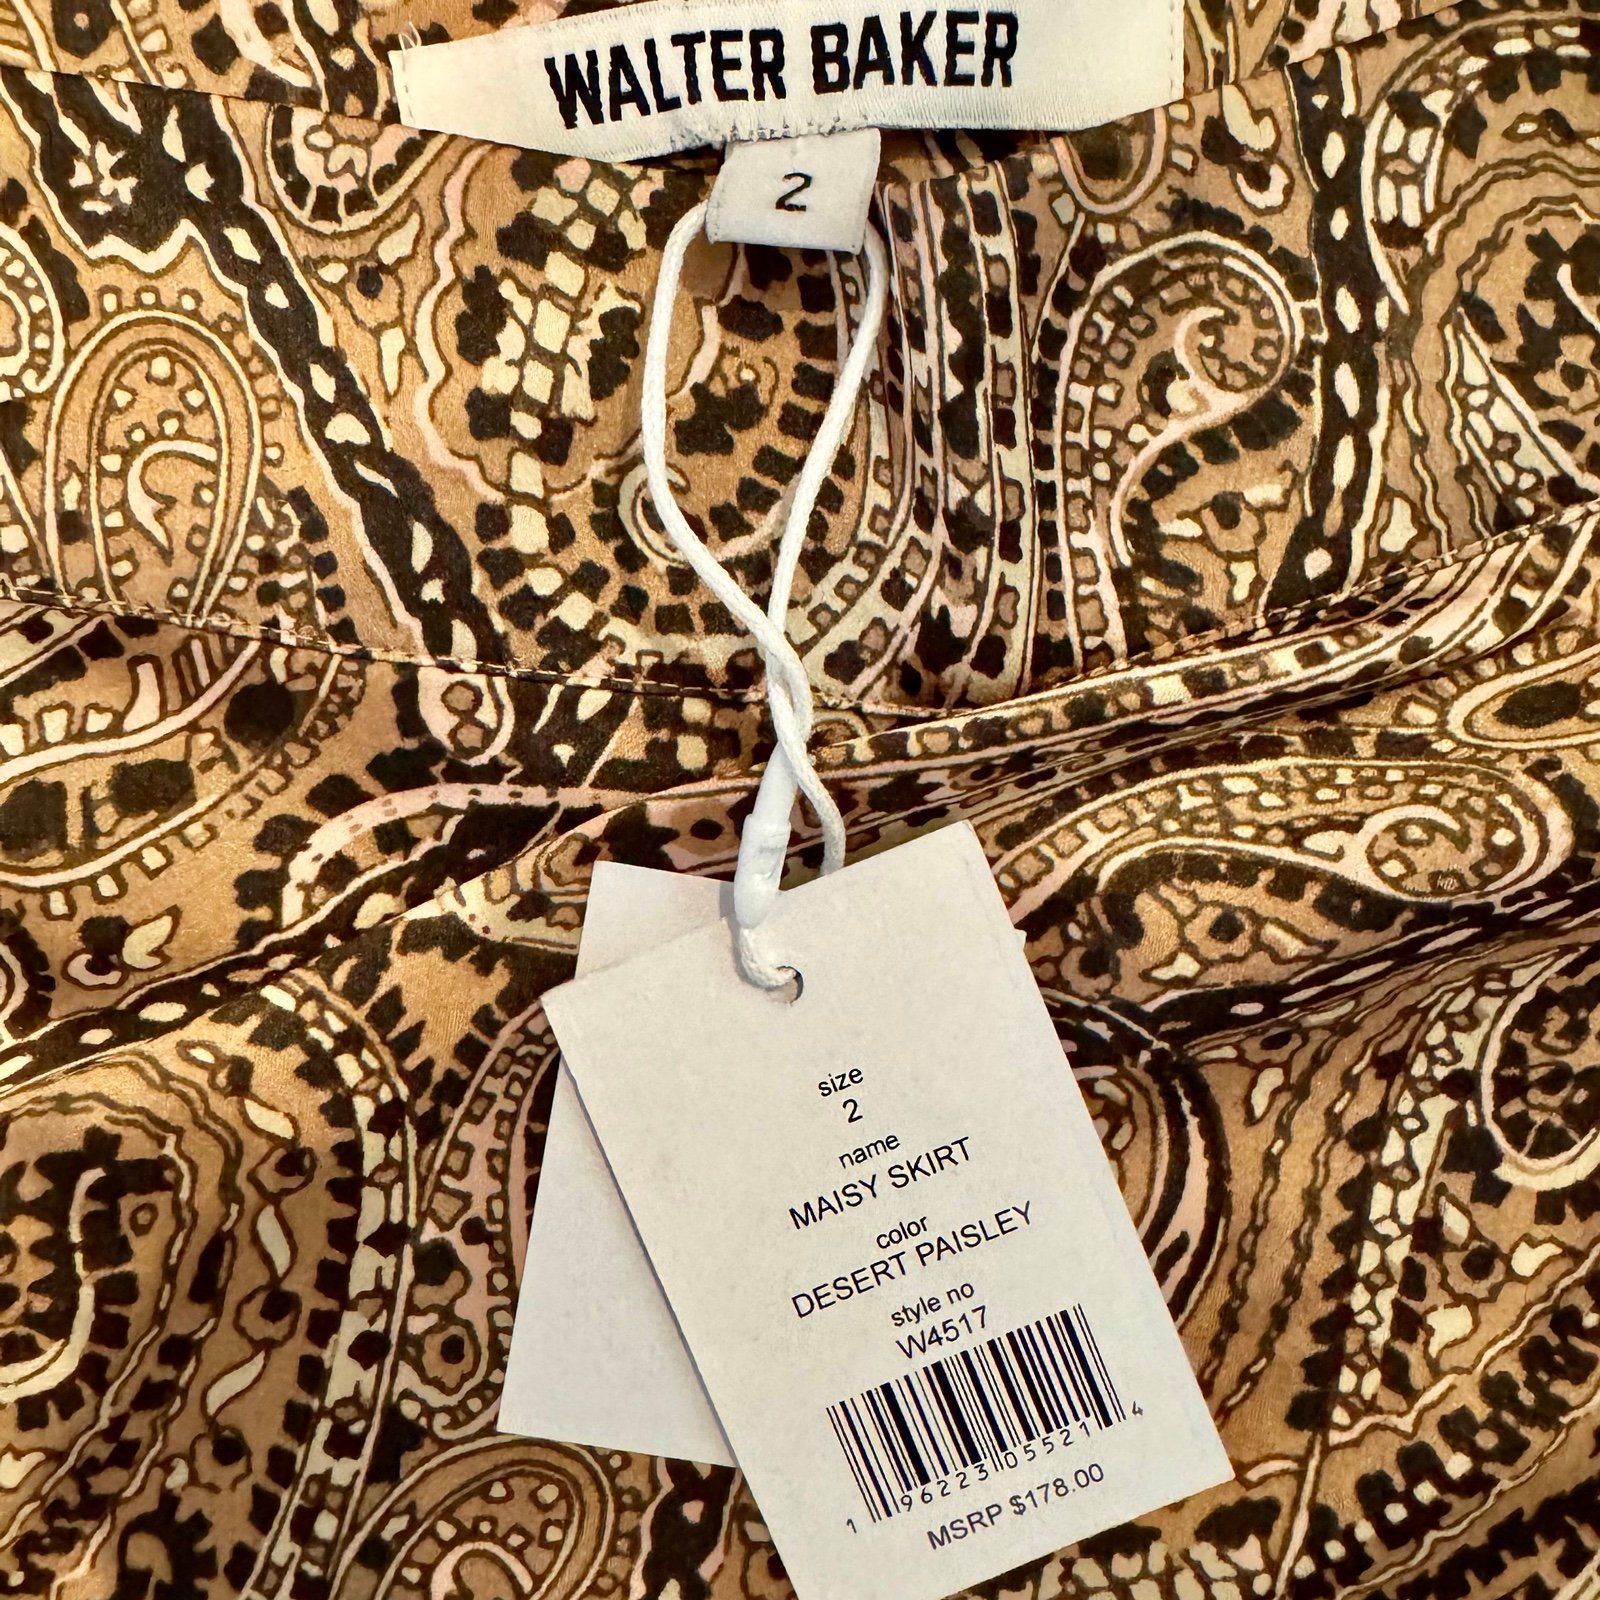 WALTER BAKER
2
size
2
name
MAISY SKIRT
color
DESERT PAISLEY
style no
W4517
1 96223 05521 4
MSRP $178.00